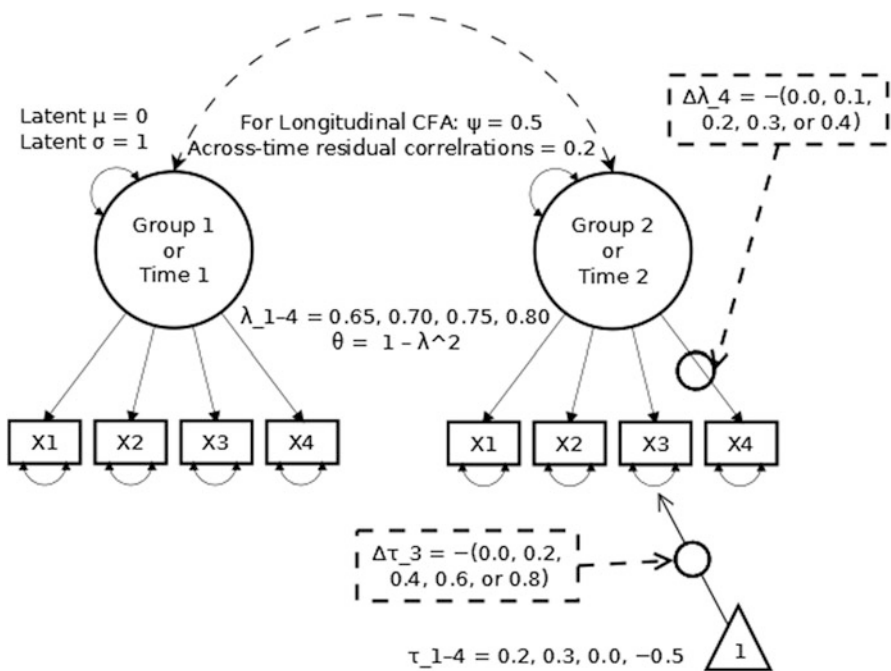 Latent μ = 0
Latent σ = 1
For Longitudinal CFA: ψ = 0.5
Across-time residual correlrations = 0.2
Δλ_4 = −(0.0, 0.1,
0.2, 0.3, or 0.4)
Group 1
or
Time 1
Group 2
or
Time 2
λ_1–4 = 0.65, 0.70, 0.75, 0.80
θ = 1 – λ^2
X1
X2
X3
X4
X1
X2
X3
X4
Δτ_3 = −(0.0, 0.2,
0.4, 0.6, or 0.8)
τ_1–4 = 0.2, 0.3, 0.0, −0.5
1